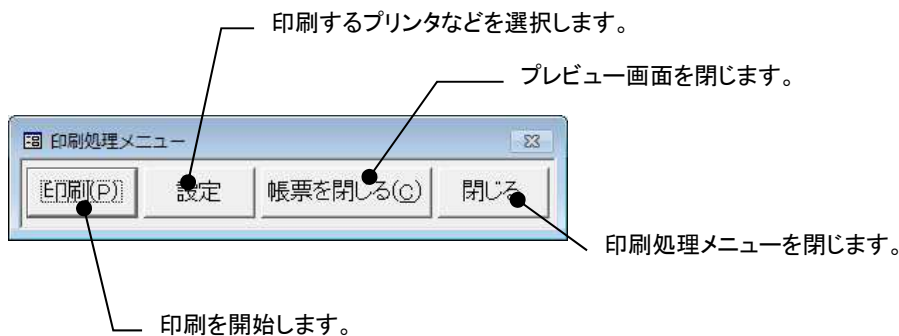 印刷するプリンタなどを選択します。
プレビュー画面を閉じます。
印刷処理メニュー
印刷(P) 設定 帳票を閉じる(C) 閉じる
印刷処理メニューを閉じます。
印刷を開始します。